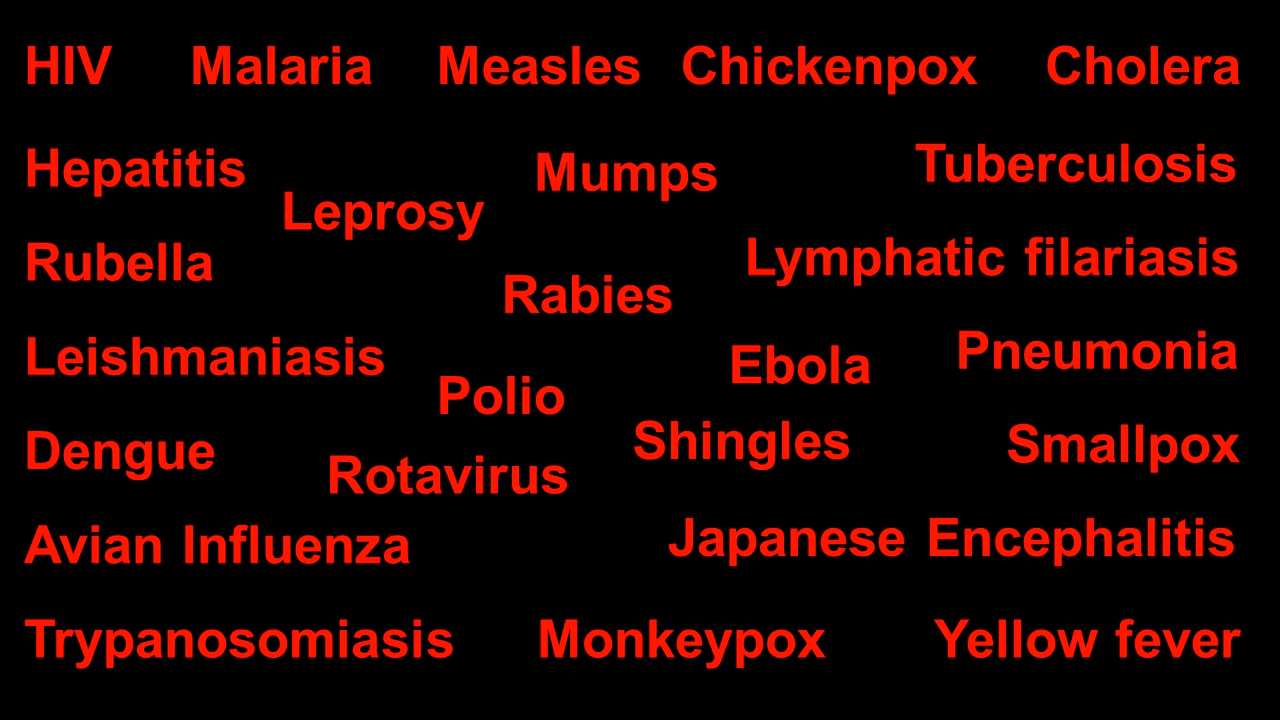 HIV Malaria Measles Chickenpox Cholera
Hepatitis Mumps Tuberculosis
Leprosy
Rubella Lymphatic filariasis
Rabies
Leishmaniasis Ebola Pneumonia
Polio
Dengue Shingles Smallpox
Rotavirus
Avian Influenza Japanese Encephalitis
Trypanosomiasis Monkeypox Yellow fever